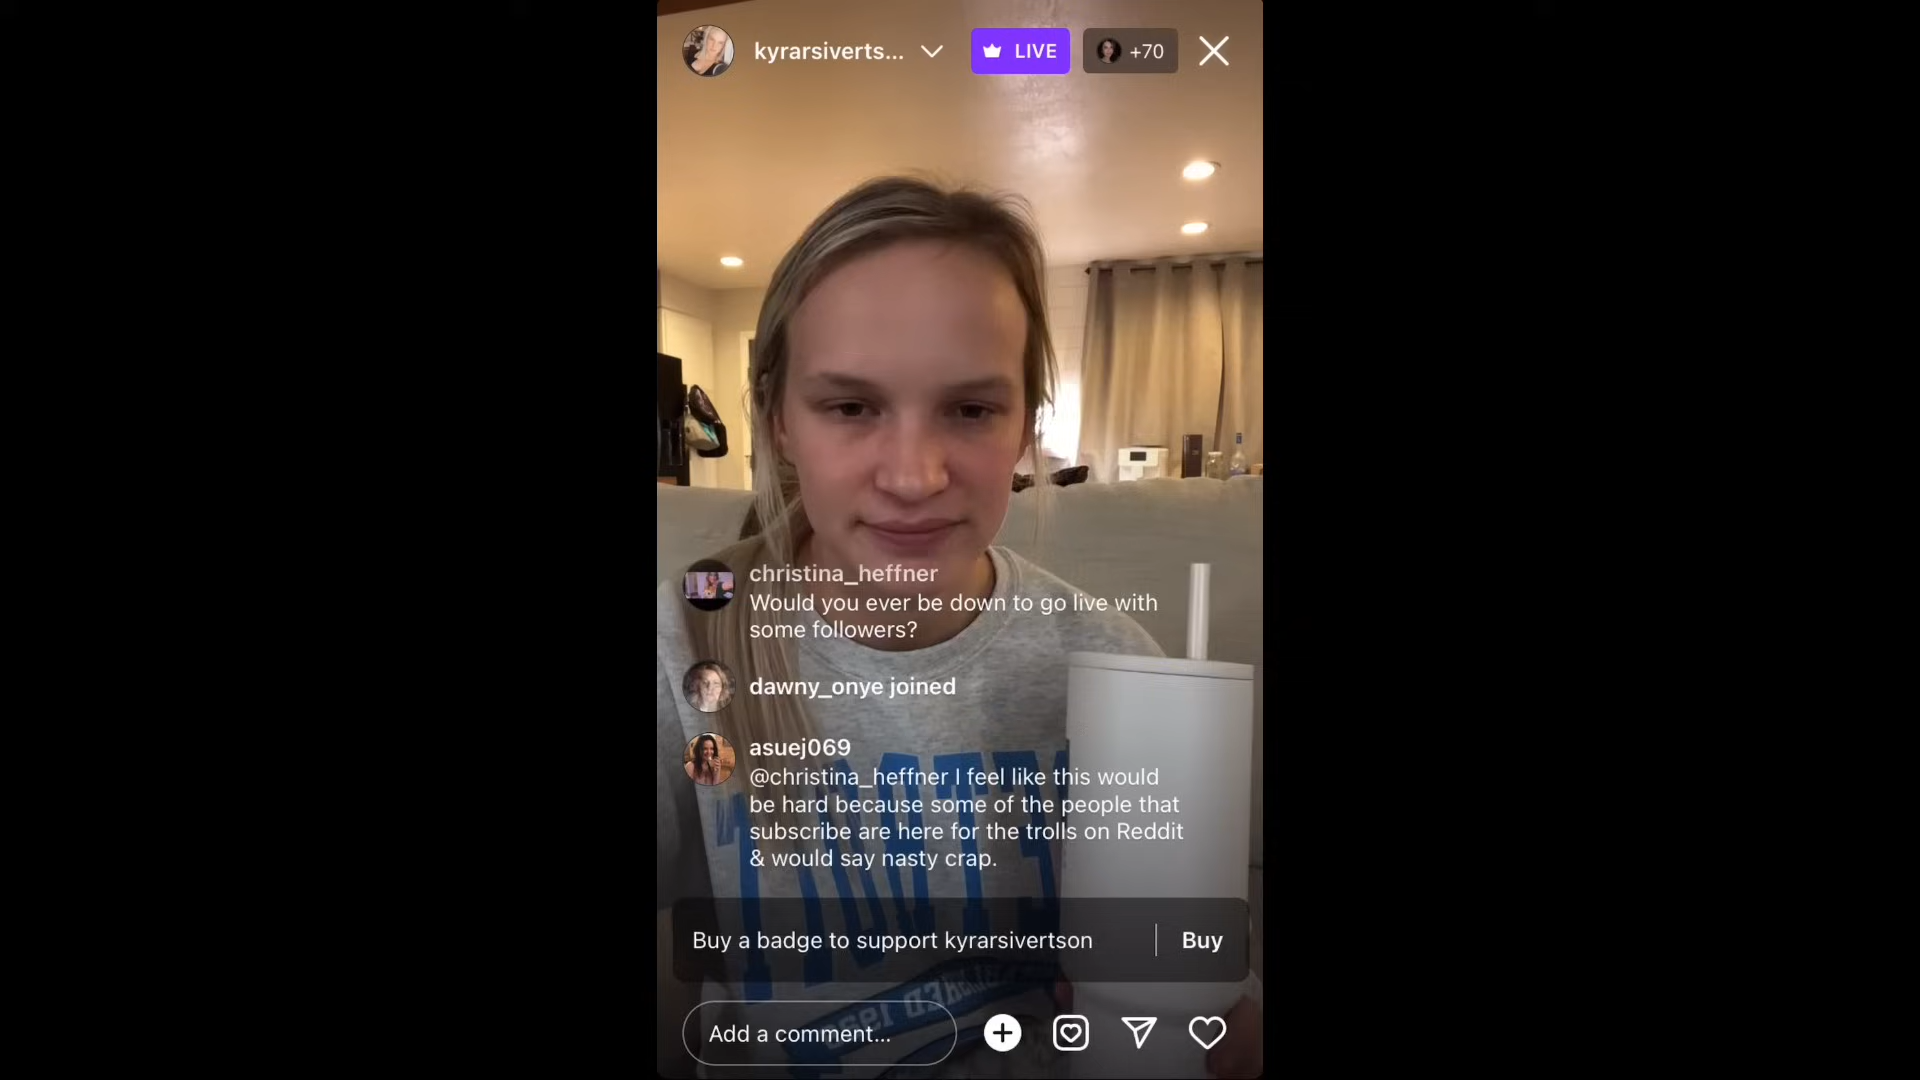 kyrarsiverts...
LIVE
+70
christina_heffner
Would you ever be down to go live with
some followers?
dawny_onye joined
asuej069
@christina_heffner I feel like this would
be hard because some of the people that
subscribe are here for the trolls on Reddit
& would say nasty crap.
Buy a badge to support kyrarsivertson
Buy
Add a comment...